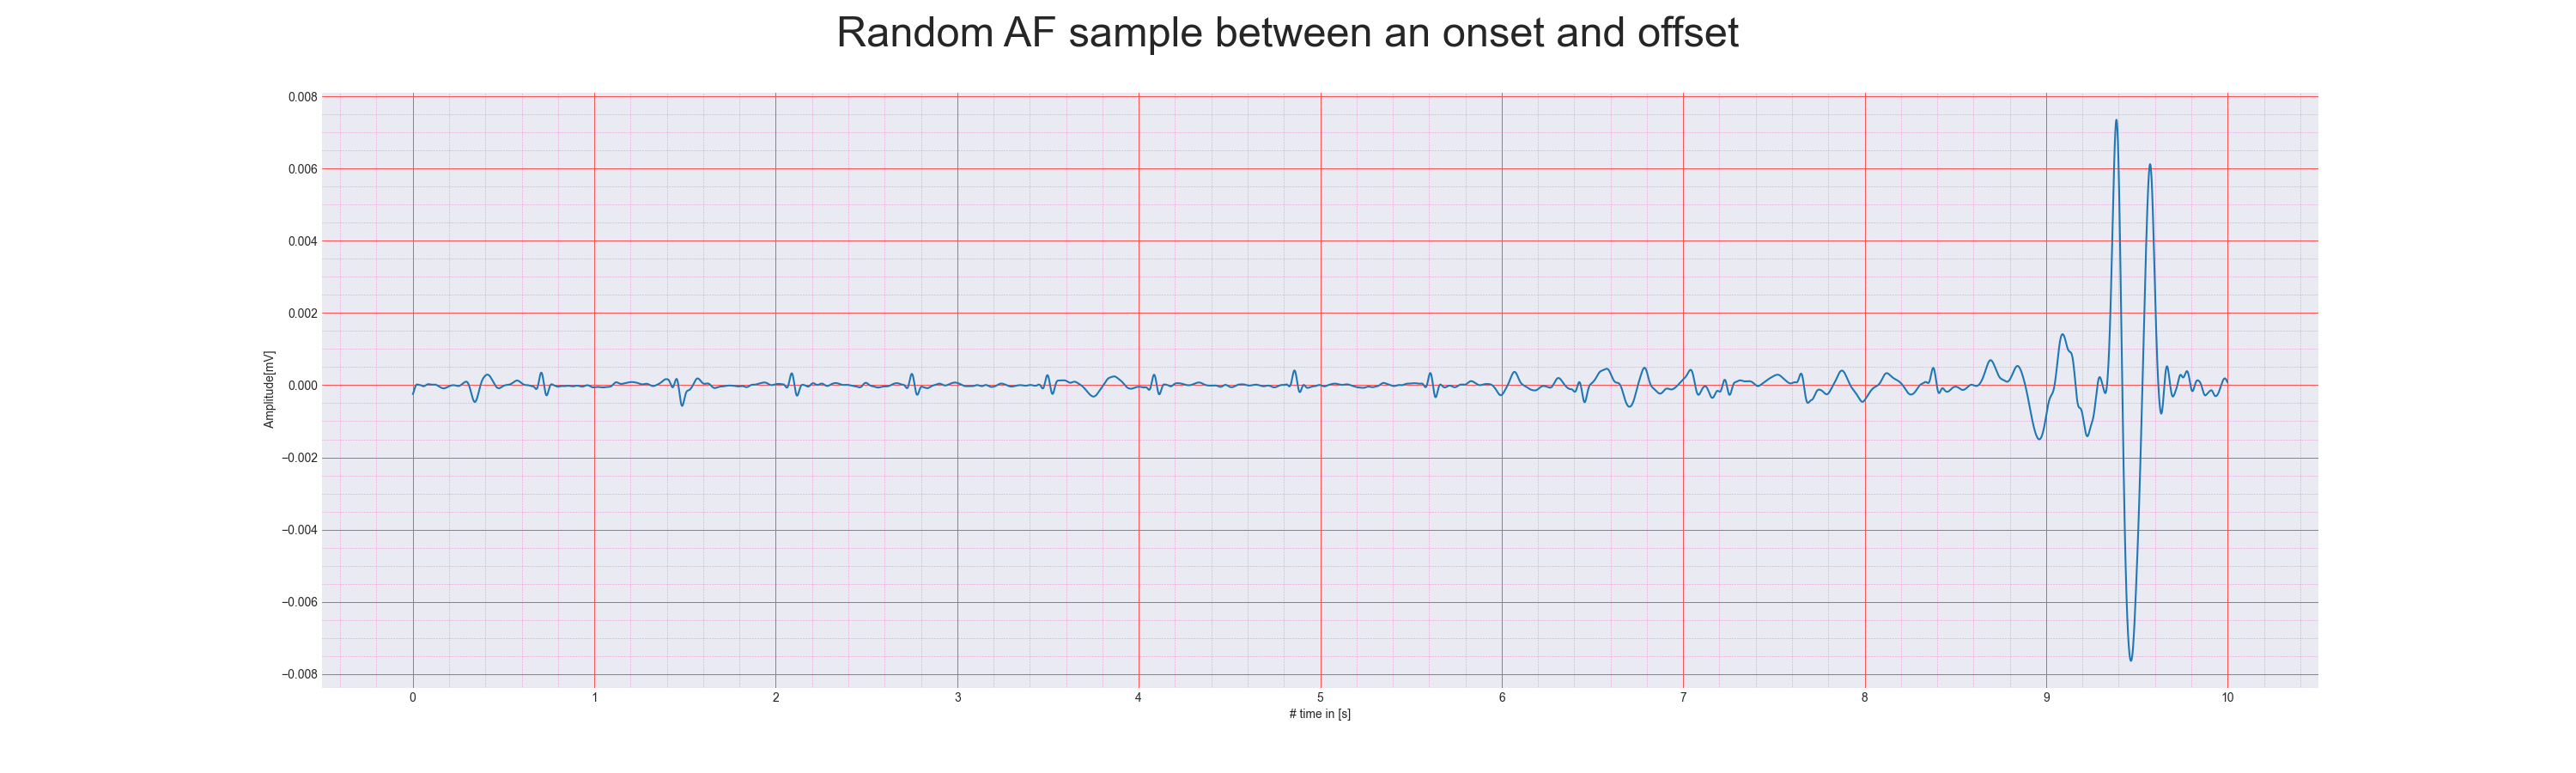 Random AF sample between an onset and offset
0.008
0.006
0.004
0.002
0.000
−0.002
−0.004
−0.006
−0.008
Amplitude[mV]
0 1 2 3 4 5 6 7 8 9 10
# time in [s]